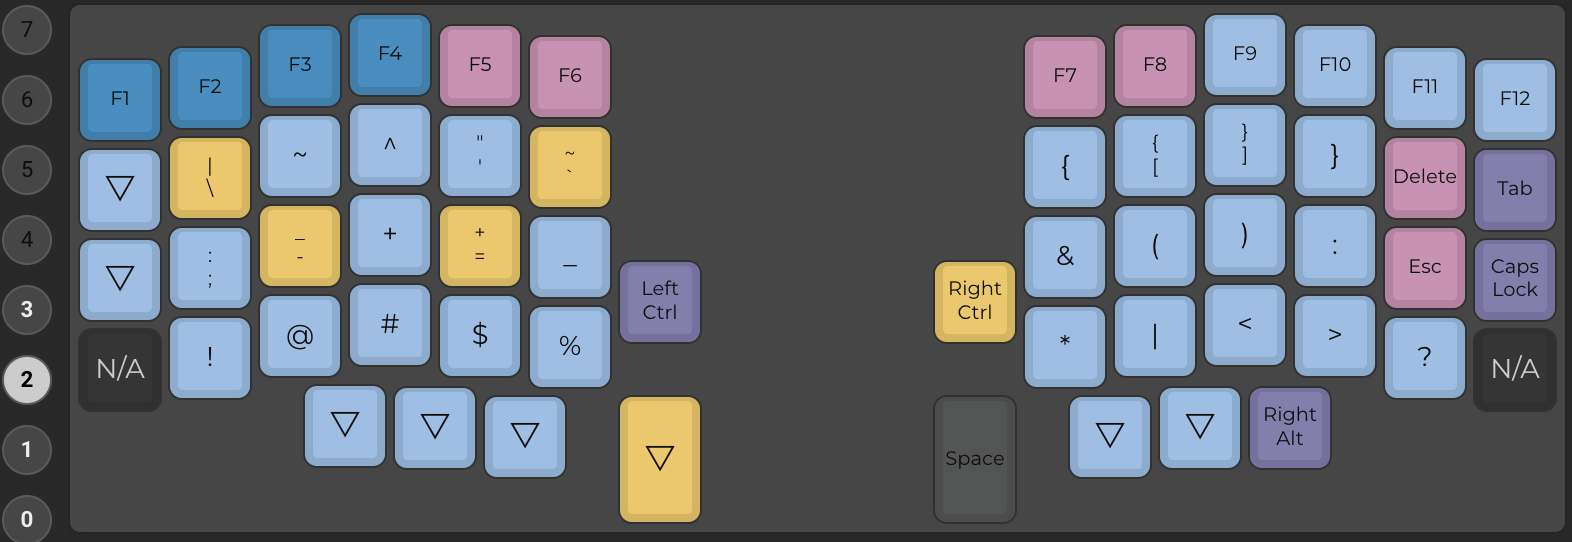 7
6
5
4
3
2
1
0
F1
F2
F3
F4
F5
F6
F7
F8
F9
F10
F11
F12
|
\
~
^
"
'
~
`
{
{
[
}
]
}
Delete
Tab
:
;
_
-
+
+
=
_
Left
Ctrl
Right
Ctrl
&
(
)
:
Esc
Caps
Lock
N/A
!
@
#
$
%
*
|
<
>
?
N/A
Space
Right
Alt